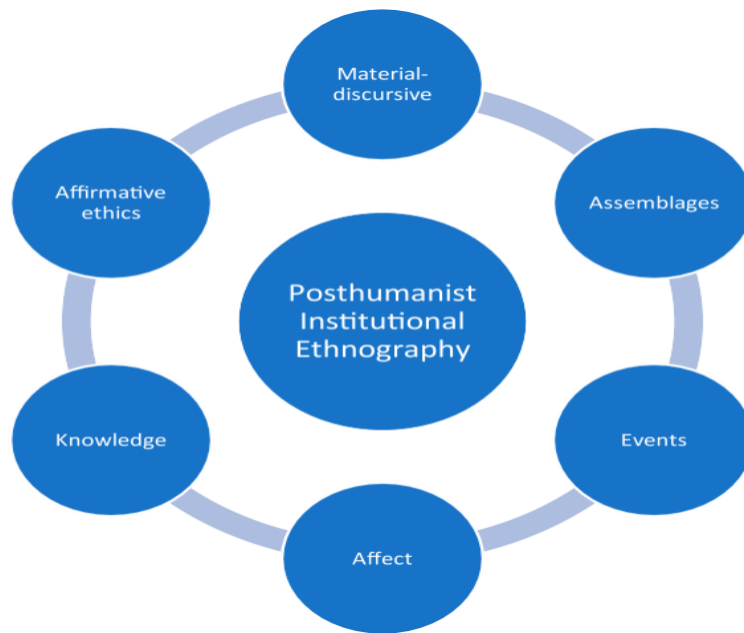 Material-
discursive
Affirmative
ethics
Assemblages
Posthumanist
Institutional
Ethnography
Knowledge
Events
Affect